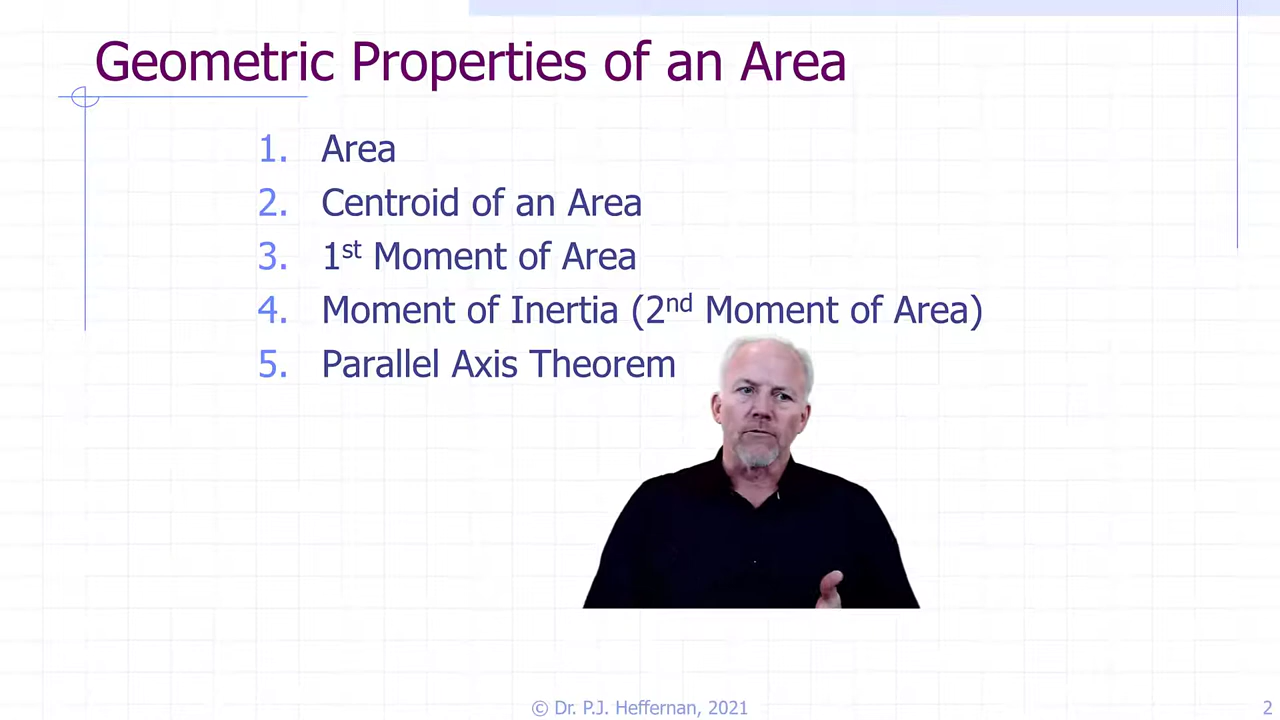 Geometric Properties of an Area
1. Area
2. Centroid of an Area
3. 1st Moment of Area
4. Moment of Inertia (2nd Moment of Area)
5. Parallel Axis Theorem
© Dr. P.J. Heffernan, 2021
2